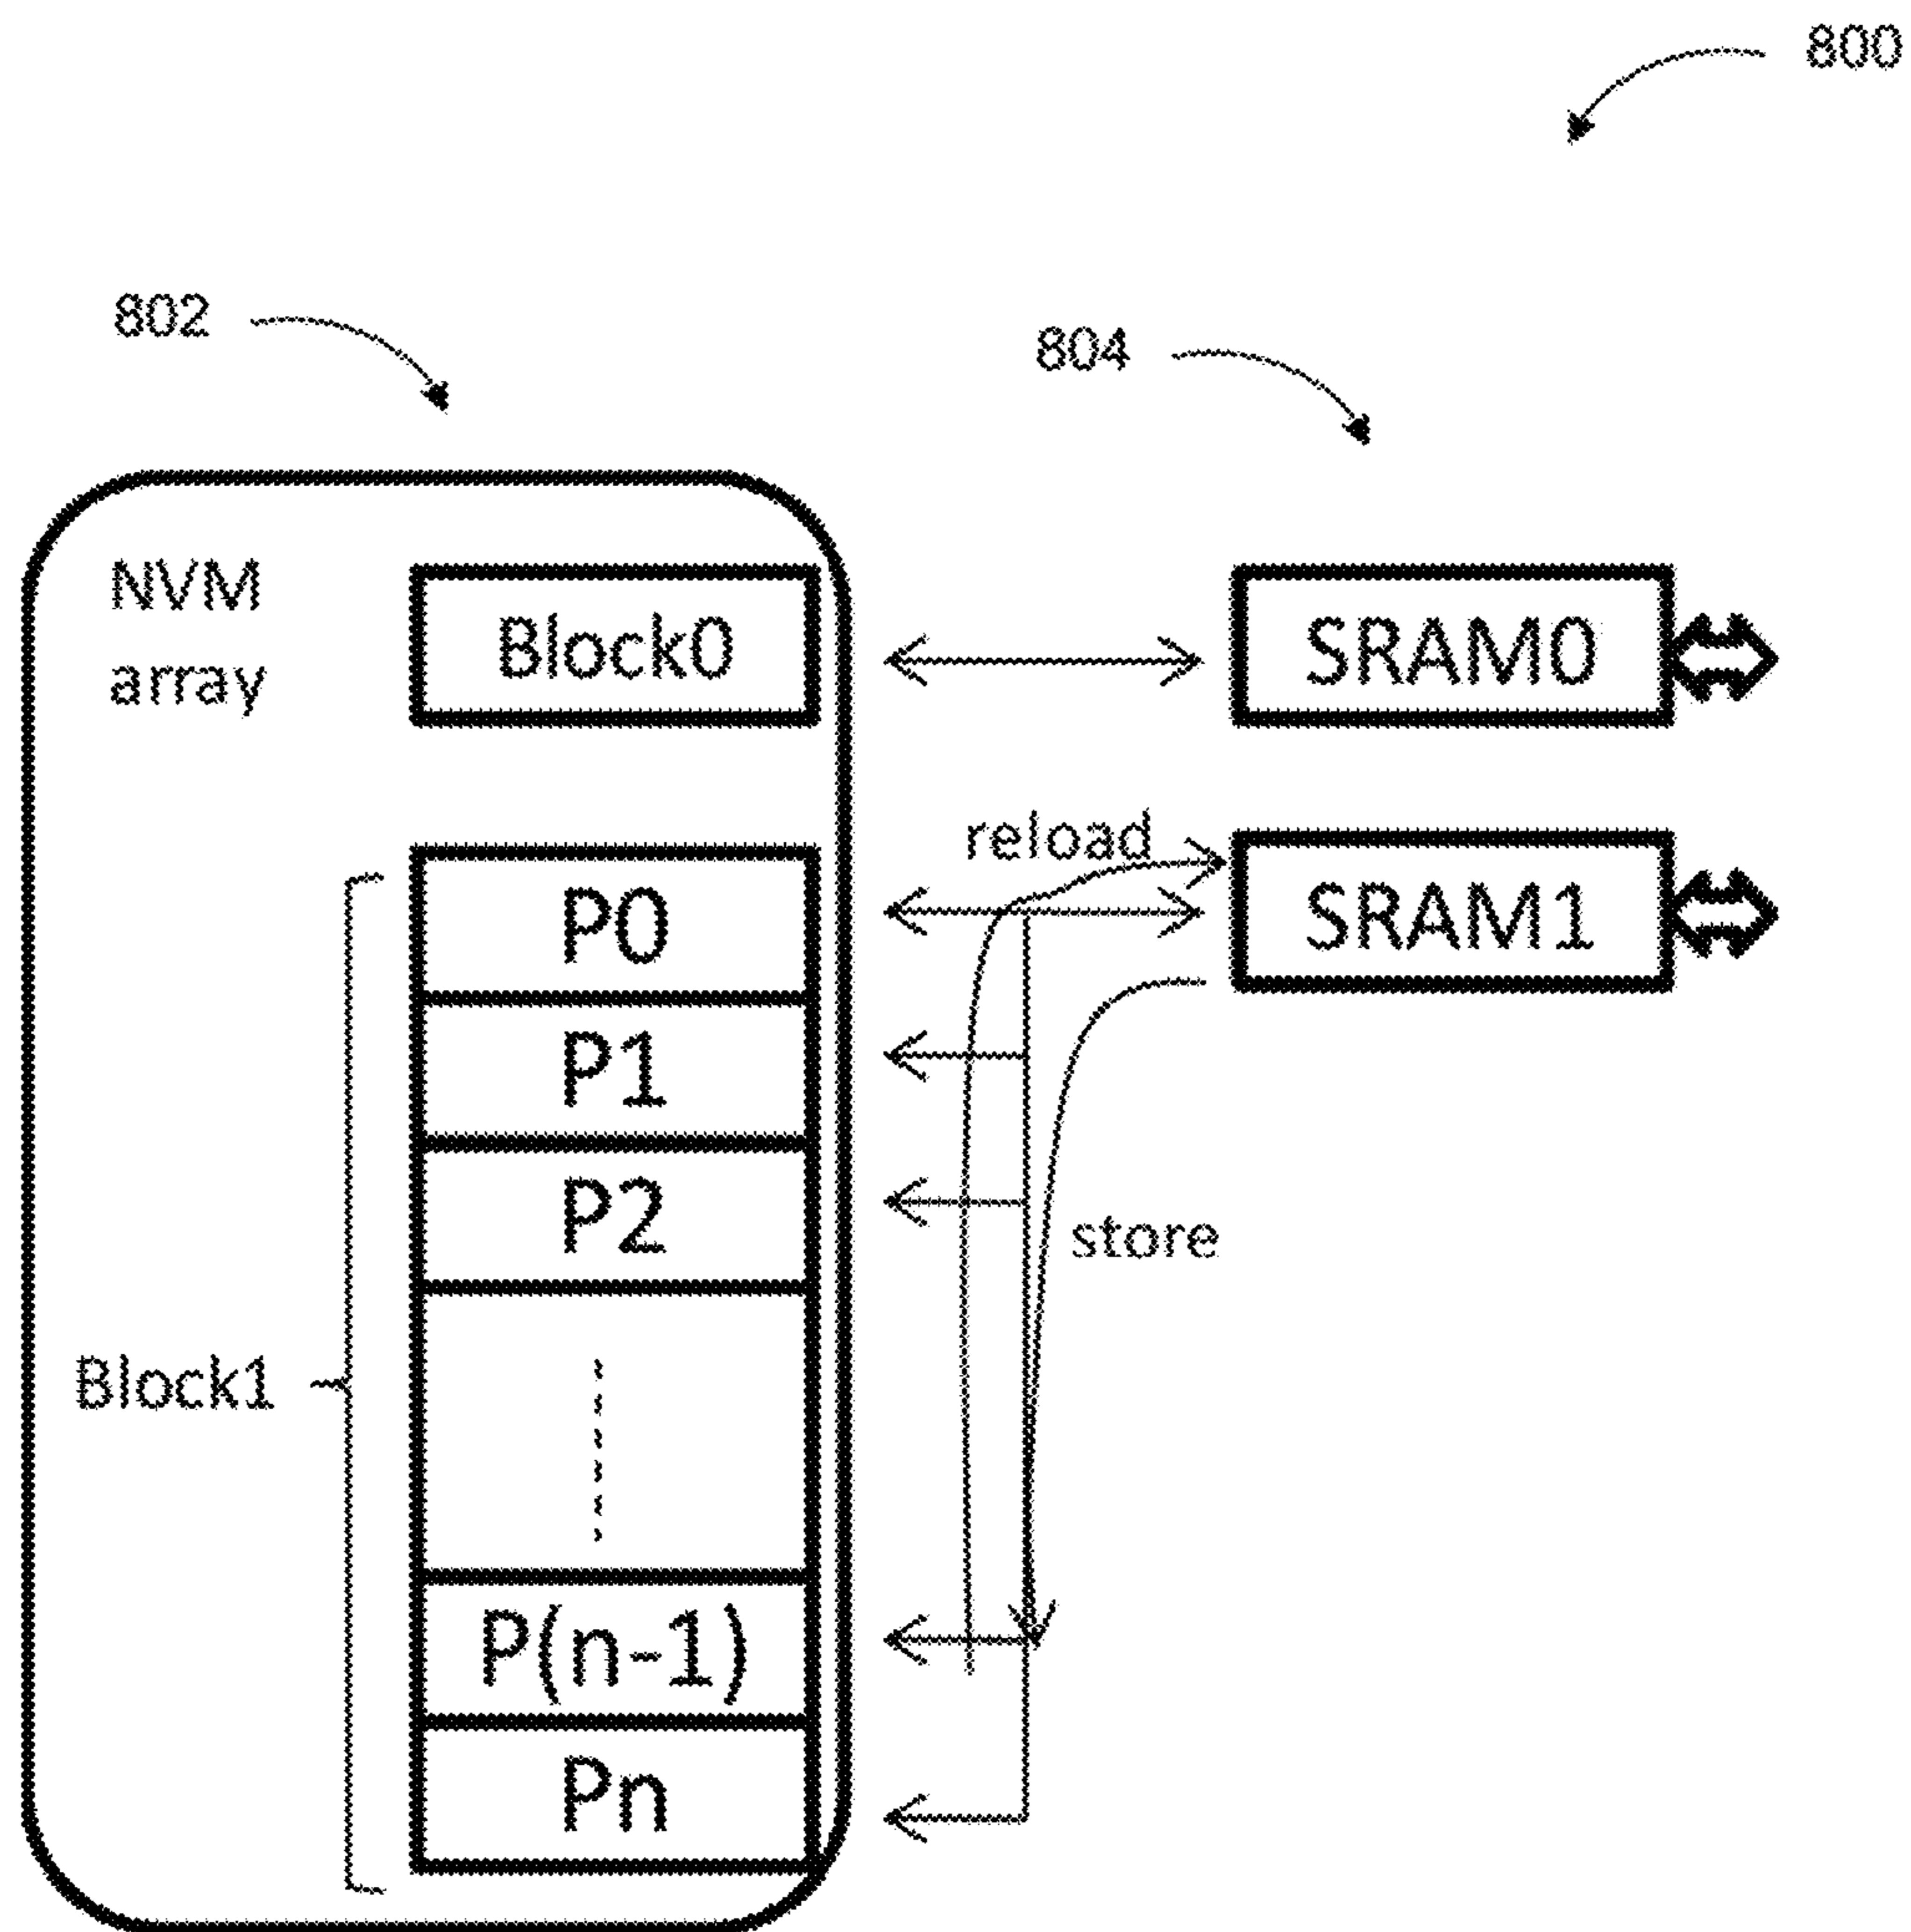 800
802
804
NVM
array
Block0
SRAM0
reload
SRAM1
P0
P1
P2
store
Block1
P(n-1)
Pn